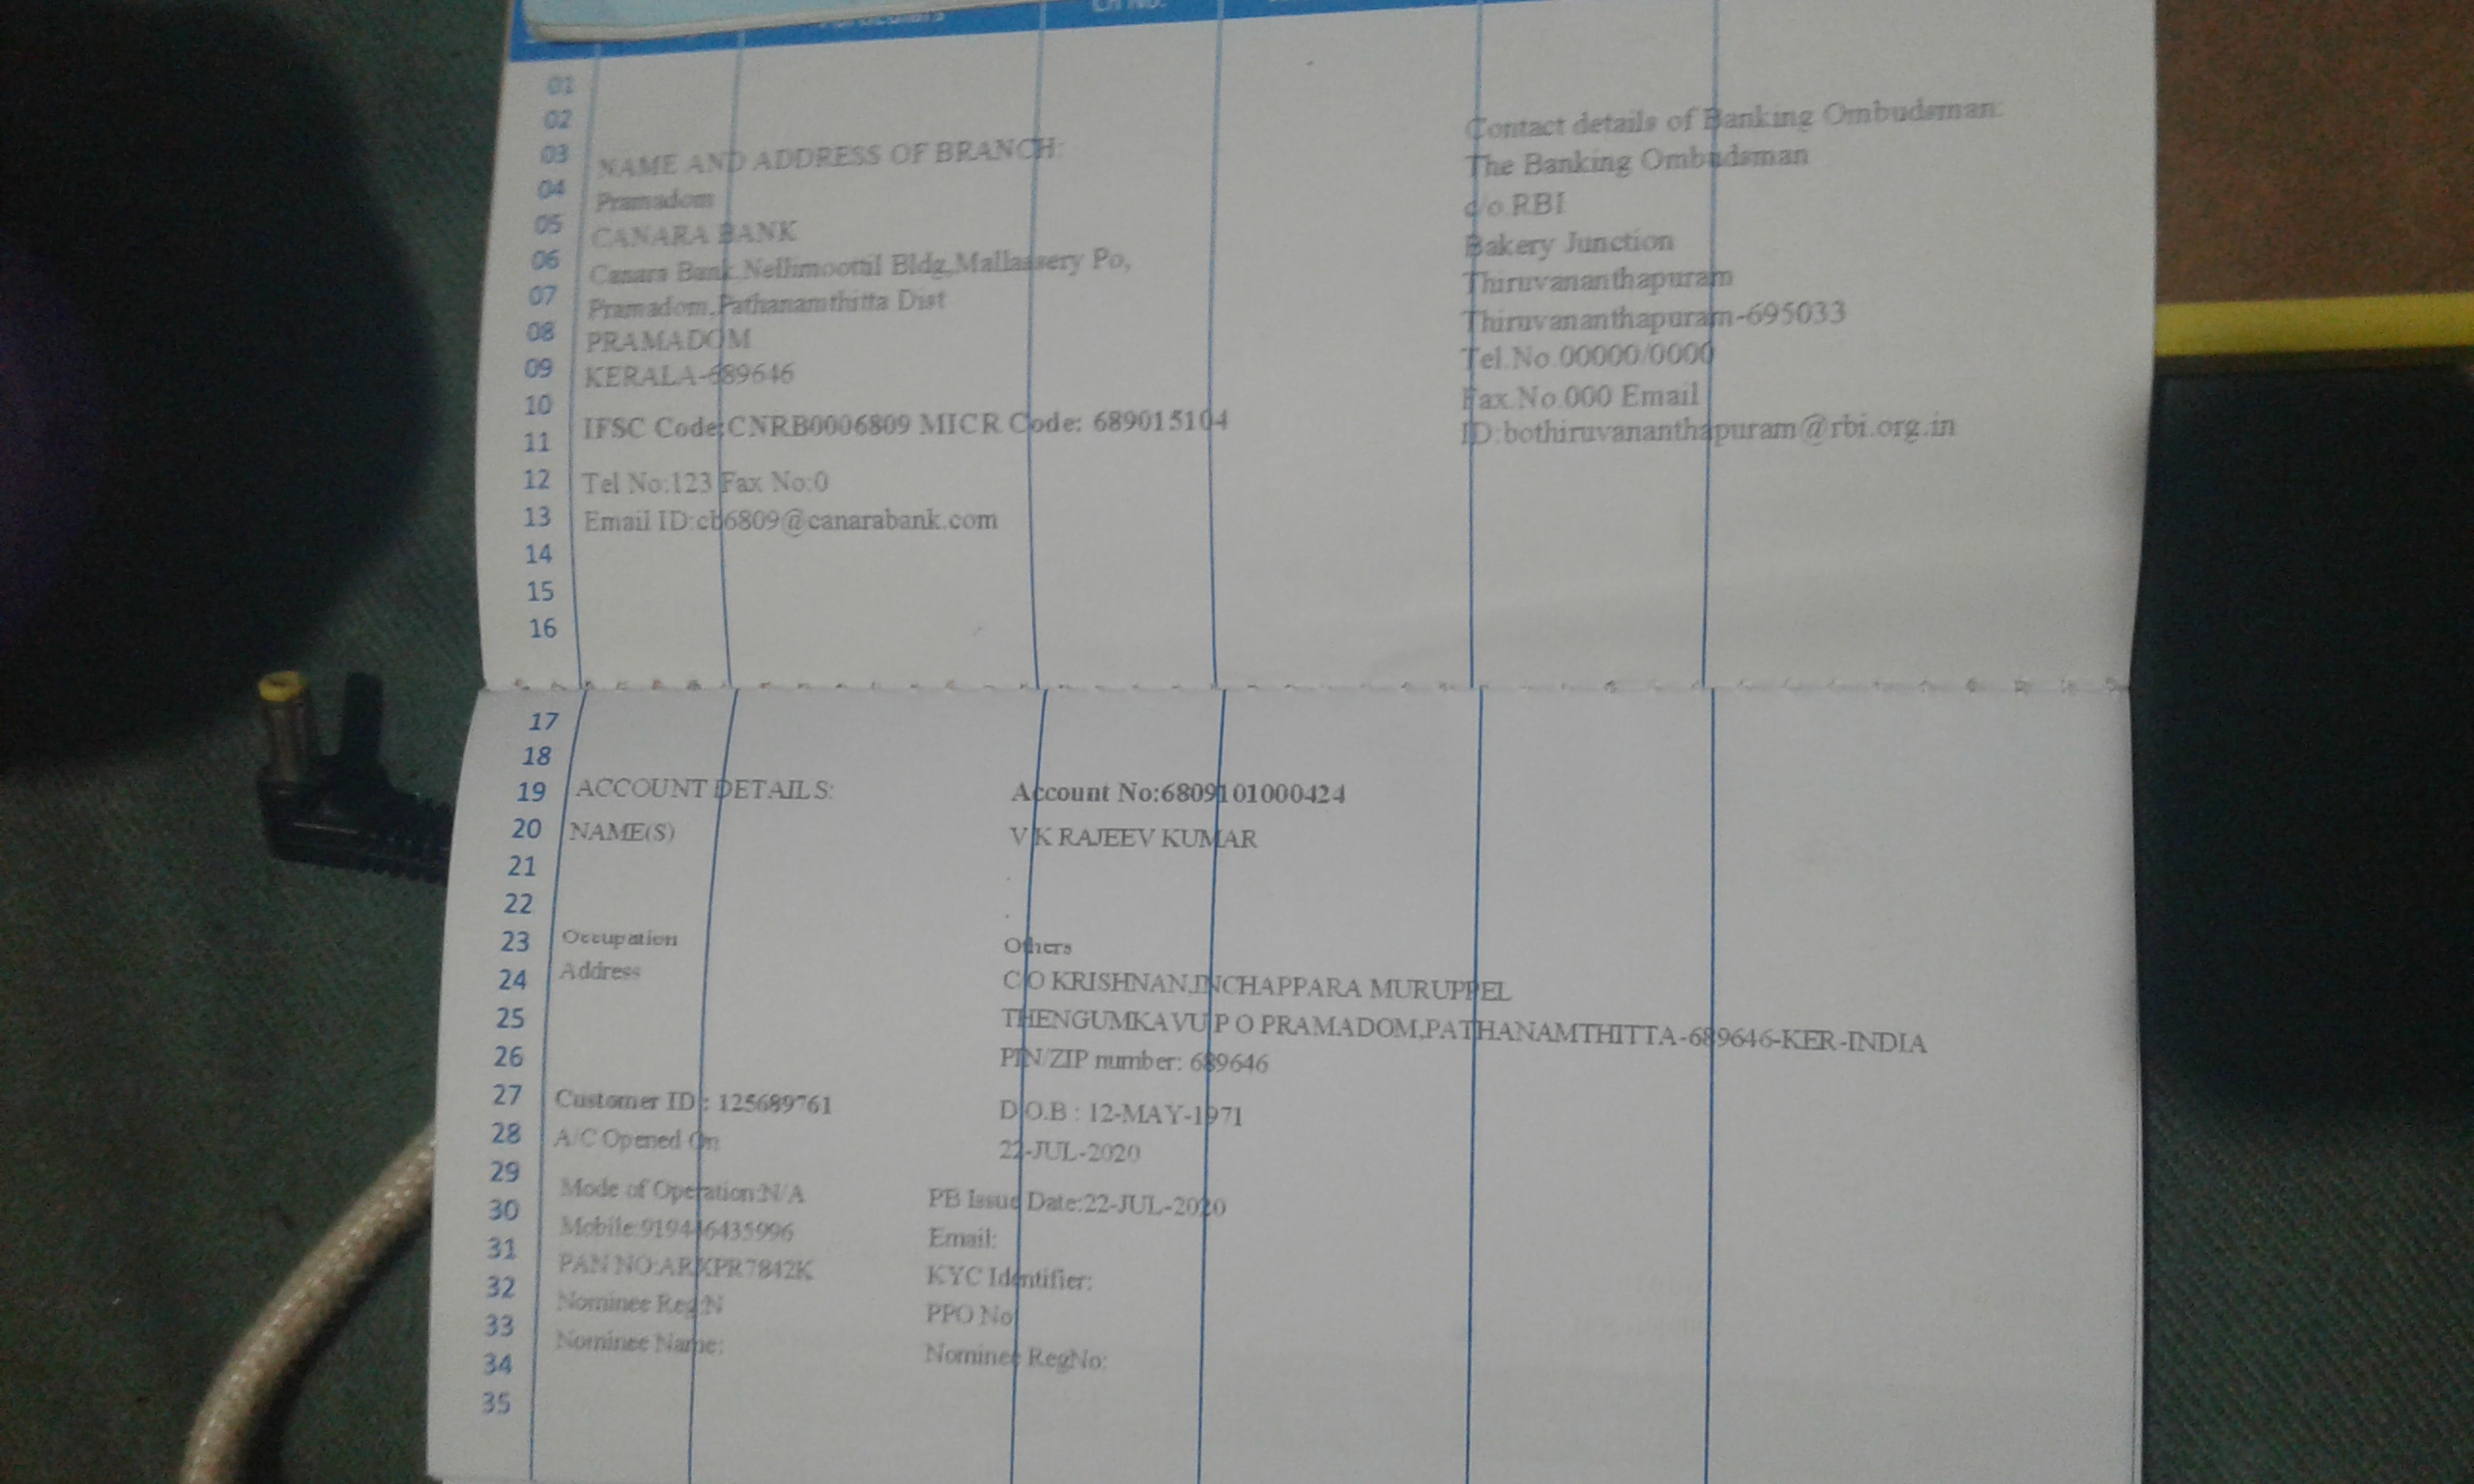 01
02
03 NAME AND ADDRESS OF BRANCH:
04 Pramadom
05 CANARA BANK
06 Canara Bank, Nellimoottil Bldg, Mallassery Po,
07 Pramadom, Pathanamthitta Dist
08 PRAMADOM
09 KERALA-689646
10
11 IFSC Code:CNRB0006809 MICR Code: 689015104
12 Tel No:123 Fax No:0
13 Email ID:cb6809@canarabank.com
14
15
16
Contact details of Banking Ombudsman:
The Banking Ombudsman
c/o RBI
Bakery Junction
Thiruvananthapuram
Thiruvananthapuram-695033
Tel.No.00000/0000
Fax.No.000 Email
ID:bothiruvananthapuram@rbi.org.in
17
18
19 ACCOUNT DETAILS: Account No:6809101000424
20 NAME(S) V K RAJEEV KUMAR
21
22
23 Occupation Others
24 Address C/O KRISHNAN,INCHAPPARA MURUPPEL
25 THENGUMKAVU P O PRAMADOM,PATHANAMTHITTA-689646-KER-INDIA
26 PIN/ZIP number: 689646
27 Customer ID : 125689761 D.O.B : 12-MAY-1971
28 A/C Opened On 22-JUL-2020
29
30 Mode of Operation:N/A PB Issue Date:22-JUL-2020
31 Mobile:919446435996 Email:
32 PAN NO:ARXPR7842K KYC Identifier:
33 Nominee Reg:N PPO No
34 Nominee Name: Nominee RegNo:
35